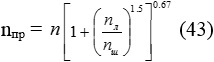 nпр = n[1+(nл/nш)^1.5]^0.67 (43)